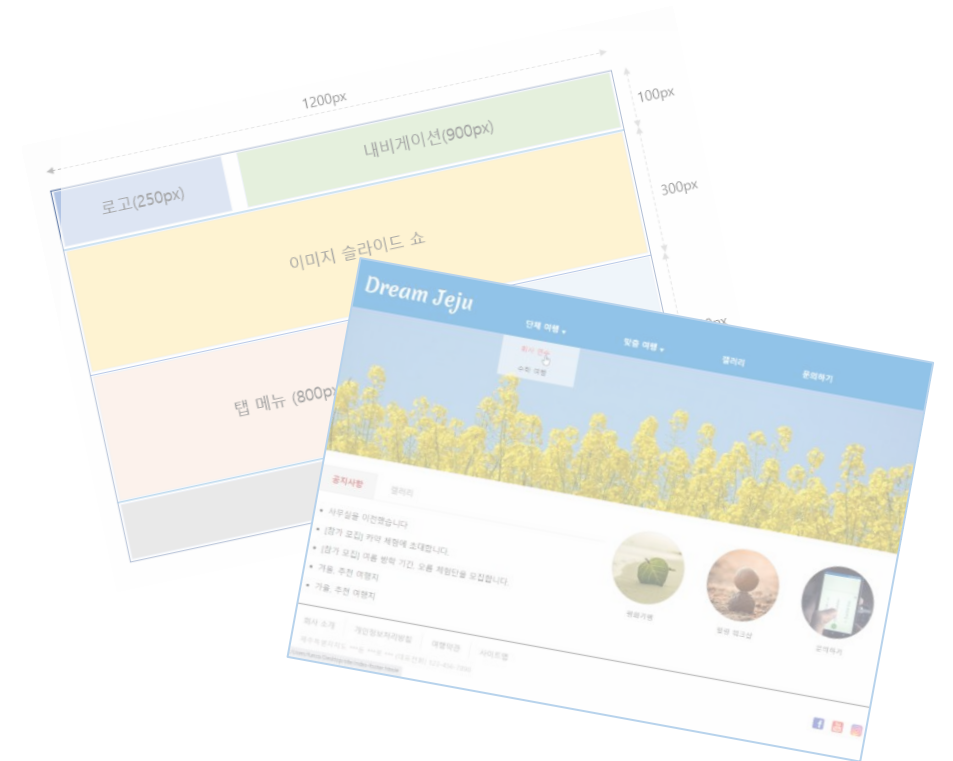 1200px
100px
내비게이션(900px)
로고(250px)
300px
이미지 슬라이드 쇼
탭 메뉴 (800px
Dream Jeju
단체 여행
맞춤 여행
갤러리
문의하기
공지사항
갤러리
사무실을 이전했습니다
[참가 모집] 카약 체험에 초대합니다.
[참가 모집] 여름 방학 기간, 오름 체험단을 모집합니다.
가을, 추천 여행지
가을, 추천 여행지
회사 소개
개인정보처리방침
여행약관
사이트맵